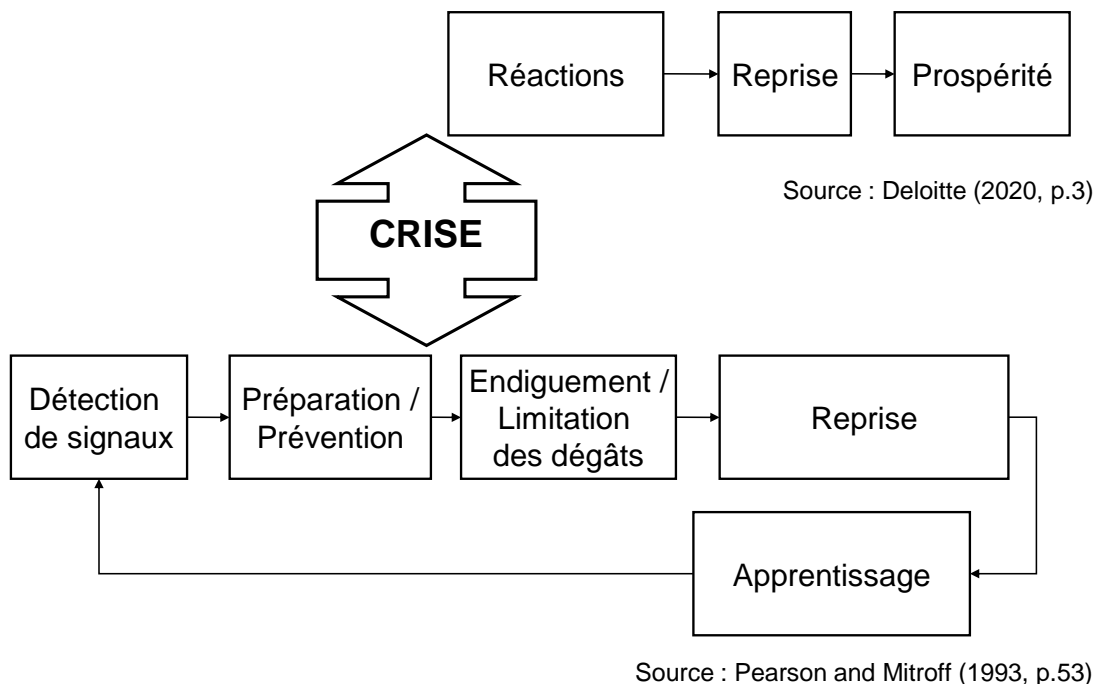 Réactions
Reprise
Prospérité
Source : Deloitte (2020, p.3)
CRISE
Détection
de signaux
Préparation /
Prévention
Endiguement /
Limitation
des dégâts
Reprise
Apprentissage
Source : Pearson and Mitroff (1993, p.53)